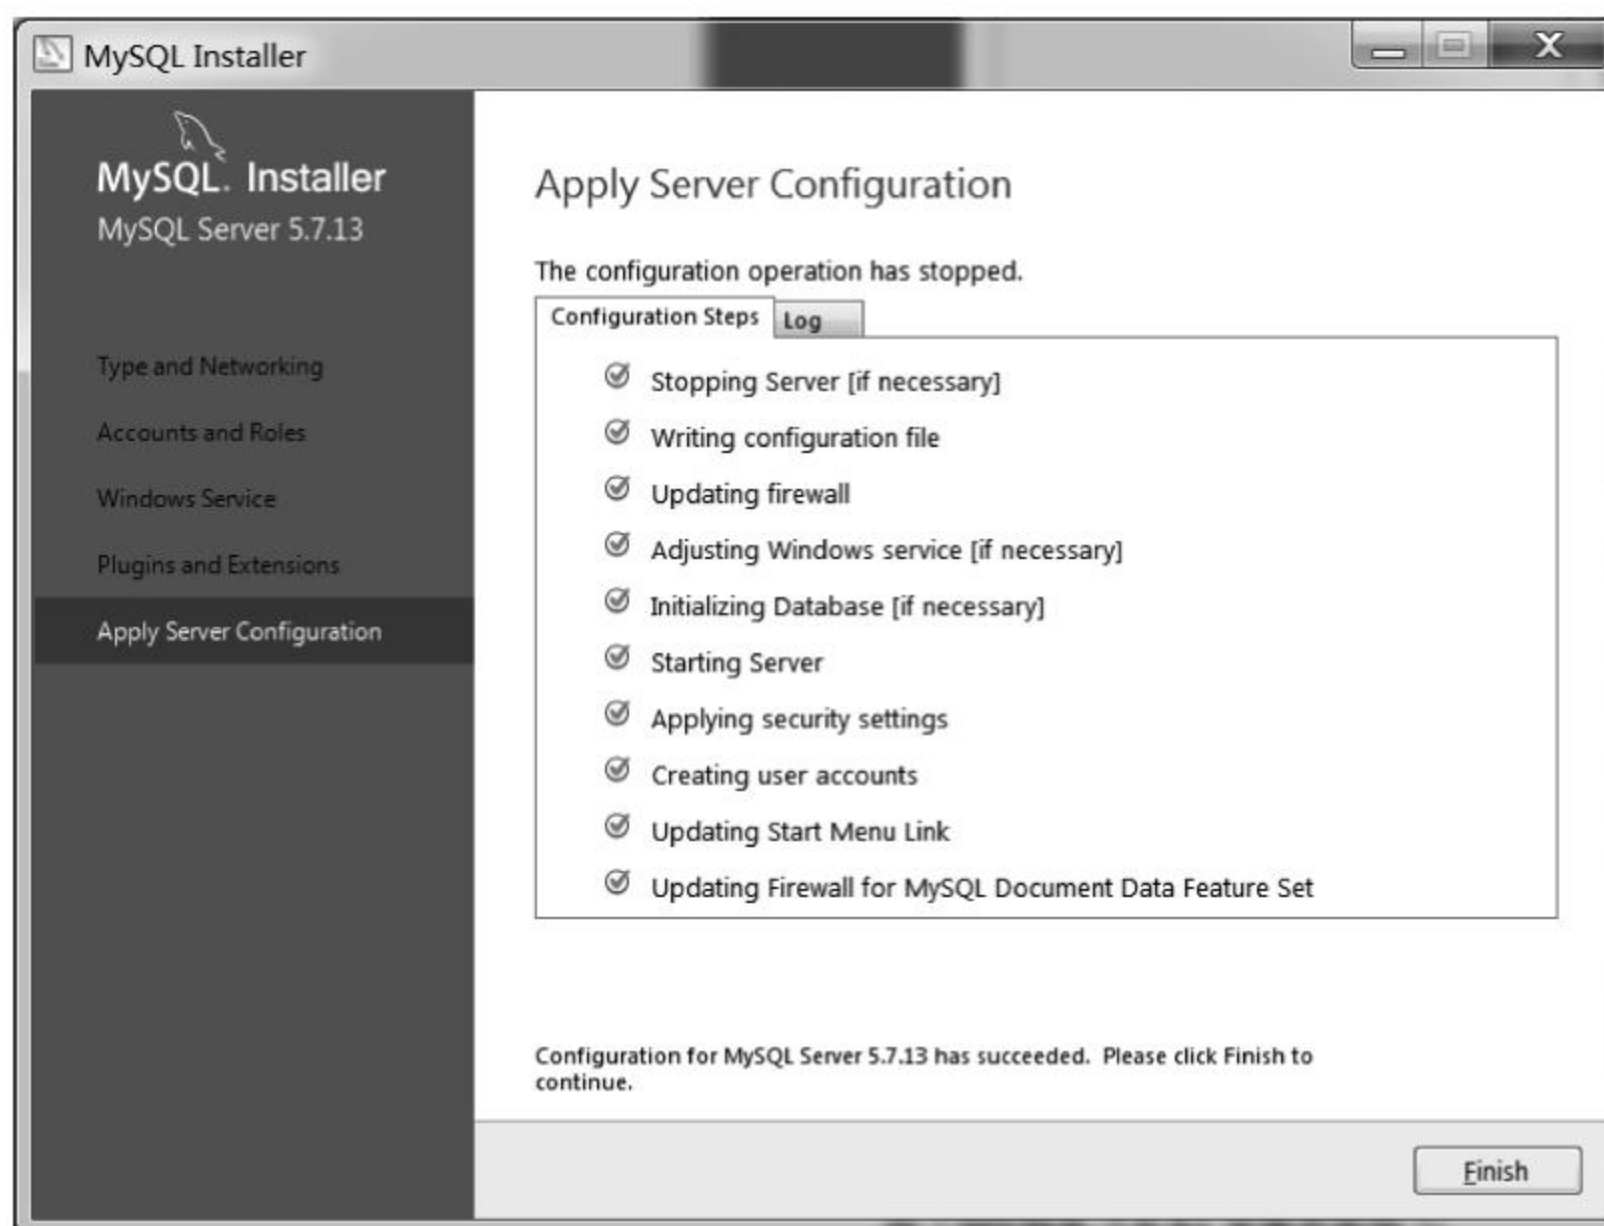 MySQL Installer
MySQL. Installer
MySQL Server 5.7.13
Type and Networking
Accounts and Roles
Windows Service
Plugins and Extensions
Apply Server Configuration
Apply Server Configuration
The configuration operation has stopped.
Configuration Steps Log
Stopping Server [if necessary]
Writing configuration file
Updating firewall
Adjusting Windows service [if necessary]
Initializing Database [if necessary]
Starting Server
Applying security settings
Creating user accounts
Updating Start Menu Link
Updating Firewall for MySQL Document Data Feature Set
Configuration for MySQL Server 5.7.13 has succeeded. Please click Finish to
continue.
Finish